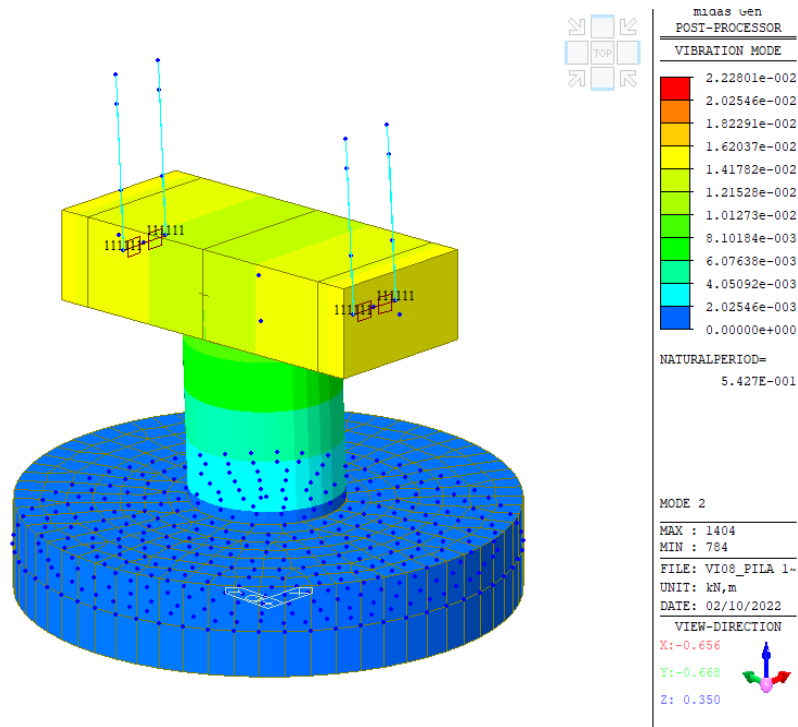 midas Gen
POST-PROCESSOR
VIBRATION MODE
2.22801e-002
2.02546e-002
1.82291e-002
1.62037e-002
1.41782e-002
1.21528e-002
1.01273e-002
8.10184e-003
6.07638e-003
4.05092e-003
2.02546e-003
0.00000e+000
NATURALPERIOD=
5.427E-001
MODE 2
MAX : 1404
MIN : 784
FILE: VI08_PILA 1~
UNIT: kN,m
DATE: 02/10/2022
VIEW-DIRECTION
X:-0.656
Y:-0.668
Z: 0.350
TOP
111111
111111
111111
111111